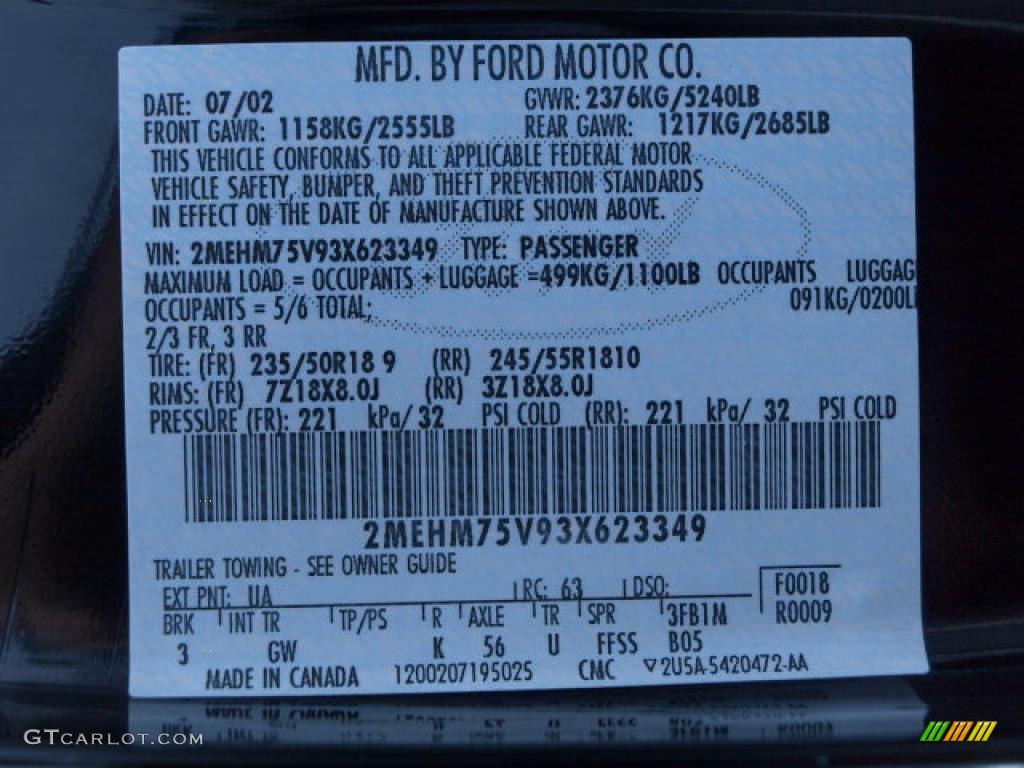 MFD. BY FORD MOTOR CO.
DATE: 07/02 GVWR: 2376KG/5240LB
FRONT GAWR: 1158KG/2555LB REAR GAWR: 1217KG/2685LB
THIS VEHICLE CONFORMS TO ALL APPLICABLE FEDERAL MOTOR
VEHICLE SAFETY, BUMPER, AND THEFT PREVENTION STANDARDS
IN EFFECT ON THE DATE OF MANUFACTURE SHOWN ABOVE.
VIN: 2MEHM75V93X623349 TYPE: PASSENGER
MAXIMUM LOAD = OCCUPANTS + LUGGAGE =499KG/1100LB OCCUPANTS LUGGAG
OCCUPANTS = 5/6 TOTAL; 091KG/0200L
2/3 FR, 3 RR
TIRE: (FR) 235/50R18 9 (RR) 245/55R1810
RIMS: (FR) 7Z18X8.0J (RR) 3Z18X8.0J
PRESSURE (FR): 221 kPa/ 32 PSI COLD (RR): 221 kPa/ 32 PSI COLD
2MEHM75V93X623349
TRAILER TOWING - SEE OWNER GUIDE
EXT PNT: UA RC: 63 DSO: F0018
BRK INT TR TP/PS R AXLE TR SPR 3FB1M R0009
3 GW K 56 U FFSS B05
MADE IN CANADA 1200207195025 CMC ▽2U5A-5420472-AA
GTCARLOT.COM